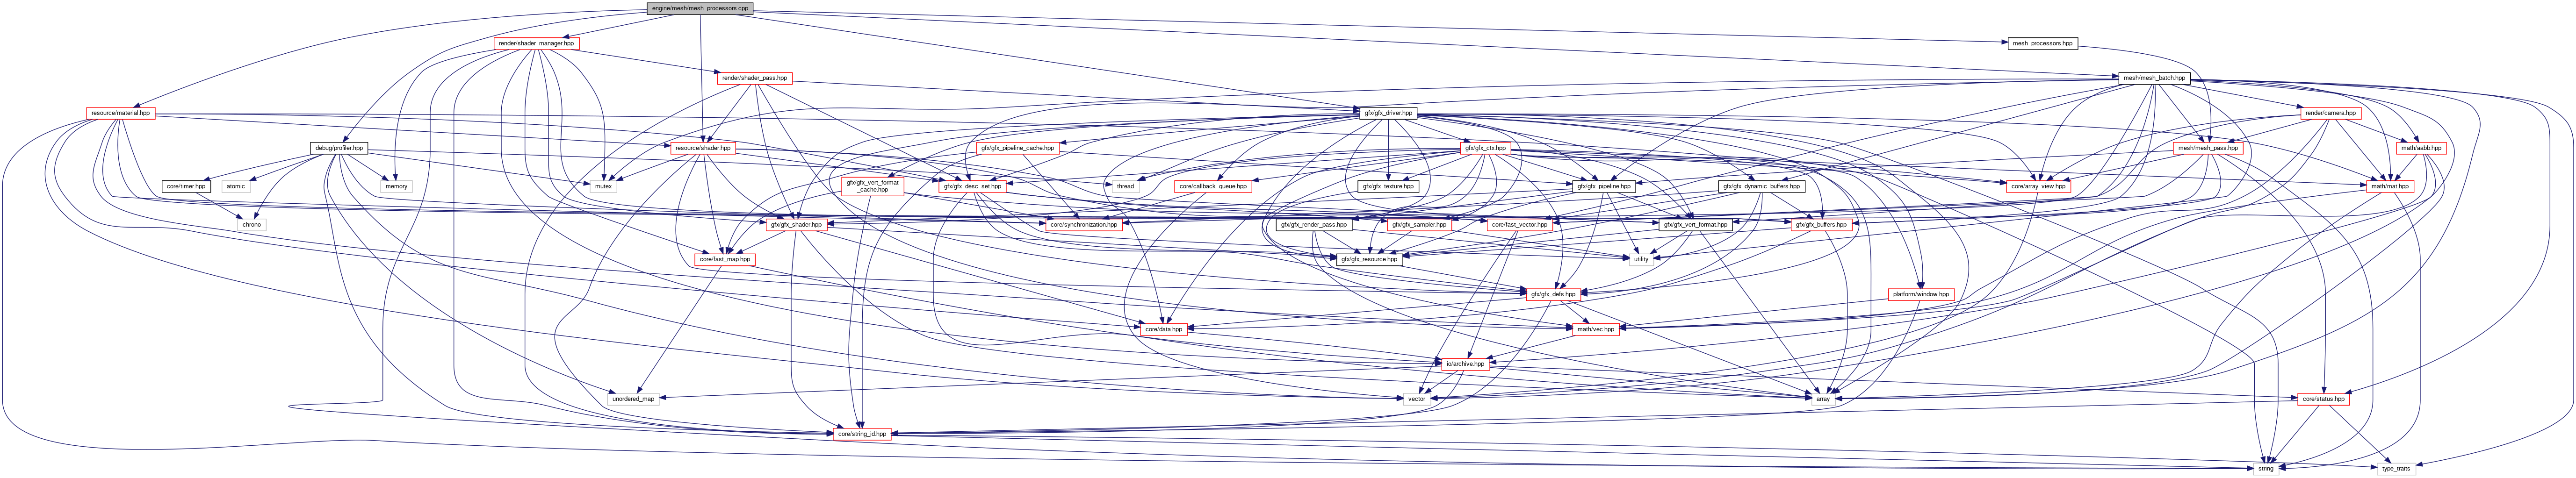 engine/mesh/mesh_processors.cpp
render/shader_manager.hpp
mesh_processors.hpp
render/shader_pass.hpp
mesh/mesh_batch.hpp
resource/material.hpp
gfx/gfx_driver.hpp
render/camera.hpp
debug/profiler.hpp
resource/shader.hpp
gfx/gfx_pipeline_cache.hpp
gfx/gfx_ctx.hpp
mesh/mesh_pass.hpp
math/aabb.hpp
core/timer.hpp
atomic
memory
mutex
gfx/gfx_vert_format
_cache.hpp
gfx/gfx_desc_set.hpp
thread
core/callback_queue.hpp
gfx/gfx_texture.hpp
gfx/gfx_pipeline.hpp
gfx/gfx_dynamic_buffers.hpp
core/array_view.hpp
math/mat.hpp
chrono
gfx/gfx_shader.hpp
core/synchronization.hpp
gfx/gfx_render_pass.hpp
gfx/gfx_sampler.hpp
core/fast_vector.hpp
gfx/gfx_vert_format.hpp
gfx/gfx_buffers.hpp
core/fast_map.hpp
gfx/gfx_resource.hpp
utility
gfx/gfx_defs.hpp
platform/window.hpp
core/data.hpp
math/vec.hpp
io/archive.hpp
unordered_map
vector
array
core/status.hpp
core/string_id.hpp
string
type_traits